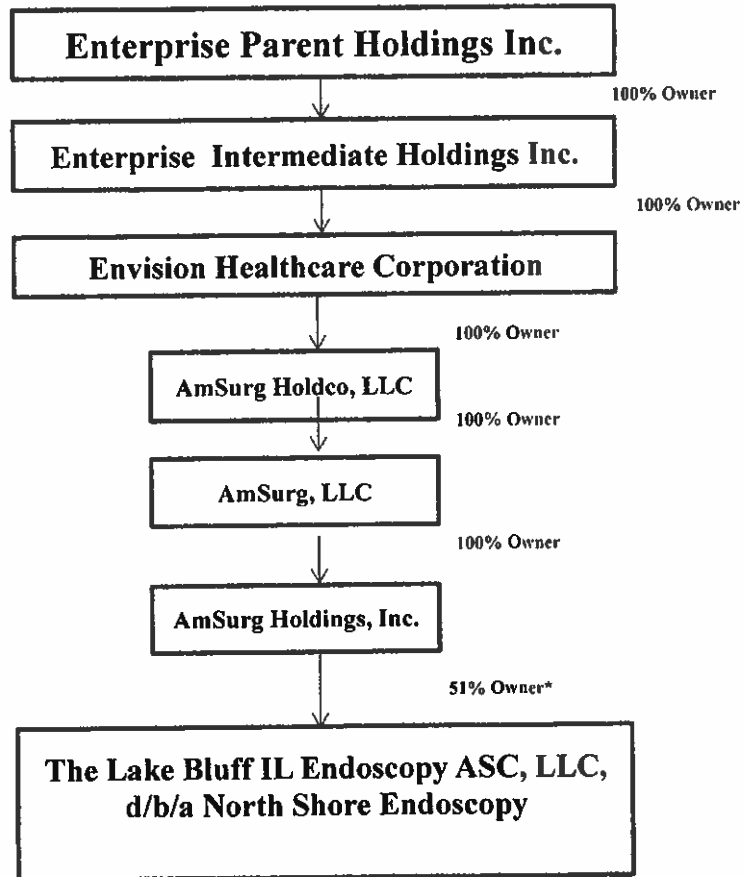 Enterprise Parent Holdings Inc.
100% Owner
Enterprise Intermediate Holdings Inc.
100% Owner
Envision Healthcare Corporation
100% Owner
AmSurg Holdco, LLC
100% Owner
AmSurg, LLC
100% Owner
AmSurg Holdings, Inc.
51% Owner*
The Lake Bluff IL Endoscopy ASC, LLC,
d/b/a North Shore Endoscopy